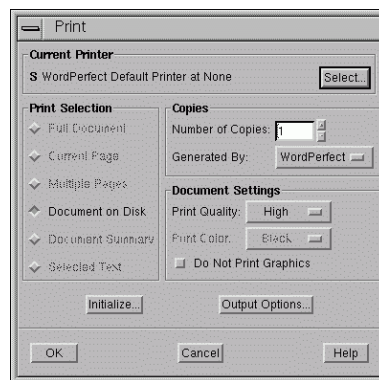 Print
Current Printer
S WordPerfect Default Printer at None
Select...
Print Selection
Full Document
Current Page
Multiple Pages
Document on Disk
Document Summary
Selected Text
Copies
Number of Copies: 1
Generated By: WordPerfect
Document Settings
Print Quality: High
Print Color: Black
Do Not Print Graphics
Initialize...
Output Options...
OK
Cancel
Help